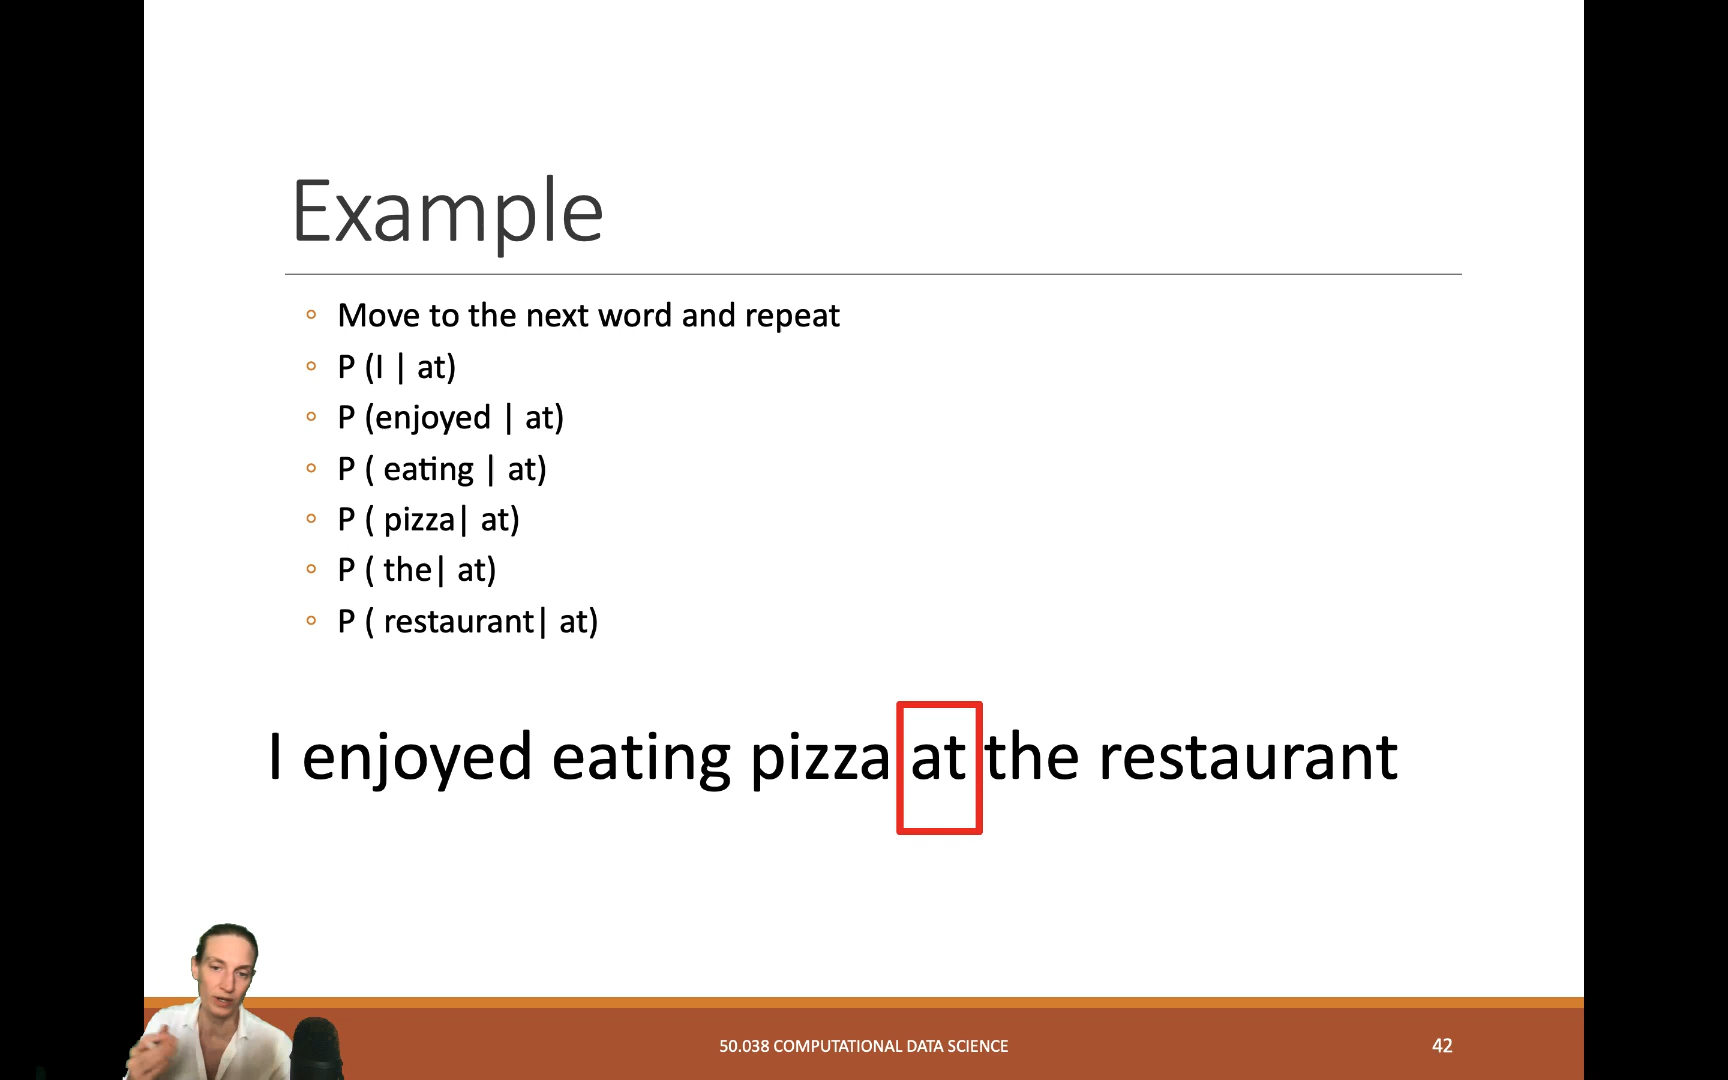 Example
Move to the next word and repeat
P (I | at)
P (enjoyed | at)
P ( eating | at)
P ( pizza| at)
P ( the| at)
P ( restaurant| at)
I enjoyed eating pizza at the restaurant
50.038 COMPUTATIONAL DATA SCIENCE
42